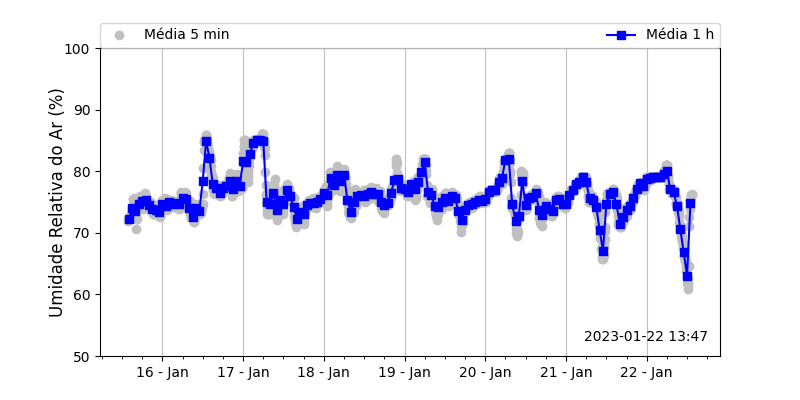 Média 5 min
Média 1 h
Umidade Relativa do Ar (%)
100
90
80
70
60
50
2023-01-22 13:47
16 - Jan
17 - Jan
18 - Jan
19 - Jan
20 - Jan
21 - Jan
22 - Jan